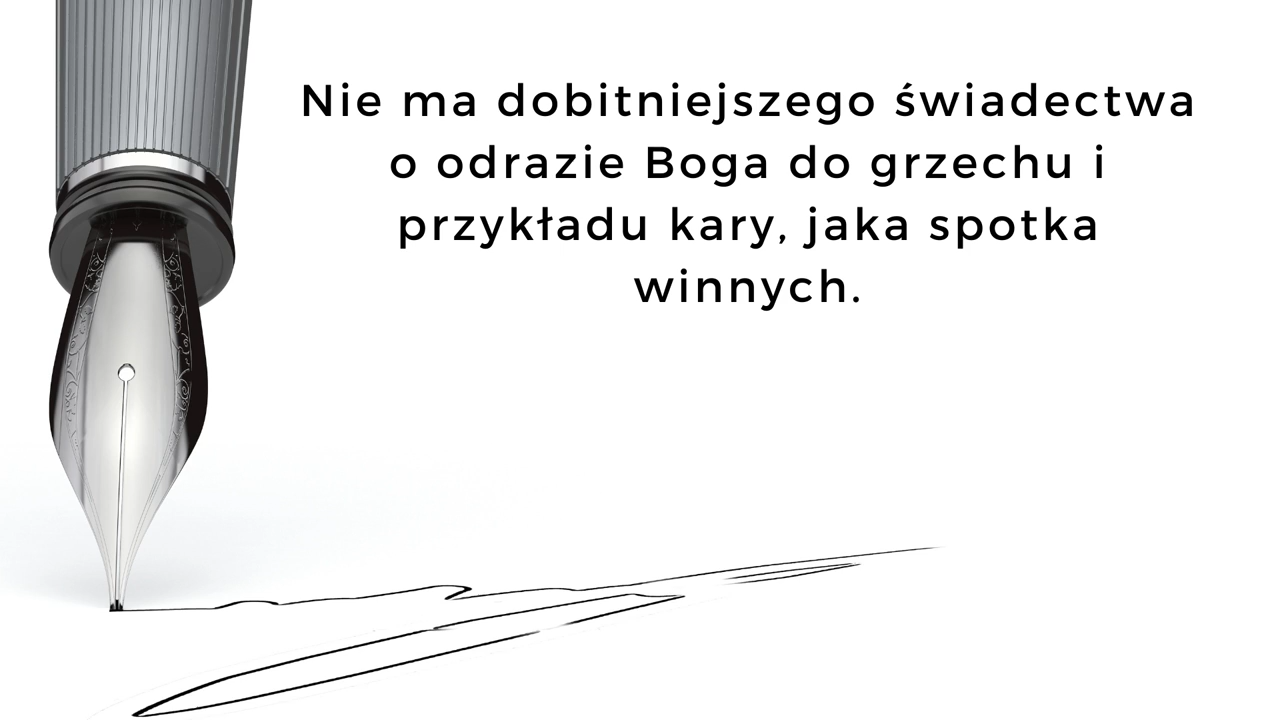 Nie ma dobitniejszego świadectwa
o odrazie Boga do grzechu i
przykładu kary, jaka spotka
winnych.